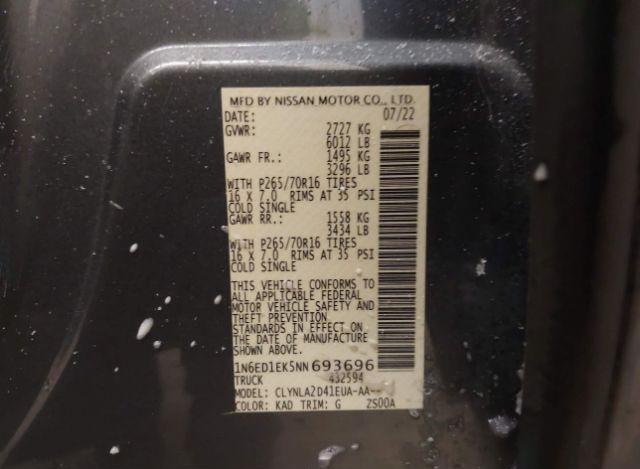 MFD BY NISSAN MOTOR CO., LTD.
DATE: 07/22
GVWR: 2727 KG
6012 LB
GAWR FR.: 1495 KG
3296 LB
WITH P265/70R16 TIRES
16 X 7.0 RIMS AT 35 PSI
COLD SINGLE
GAWR RR.: 1558 KG
3434 LB
WITH P265/70R16 TIRES
16 X 7.0 RIMS AT 35 PSI
COLD SINGLE
THIS VEHICLE CONFORMS TO
ALL APPLICABLE FEDERAL
MOTOR VEHICLE SAFETY AND
THEFT PREVENTION
STANDARDS IN EFFECT ON
THE DATE OF MANUFACTURE
SHOWN ABOVE.
1N6ED1EK5NN693696
TRUCK 432594
MODEL: CLYNLA2D41EUA-AA--
COLOR: KAD TRIM: G ZS00A